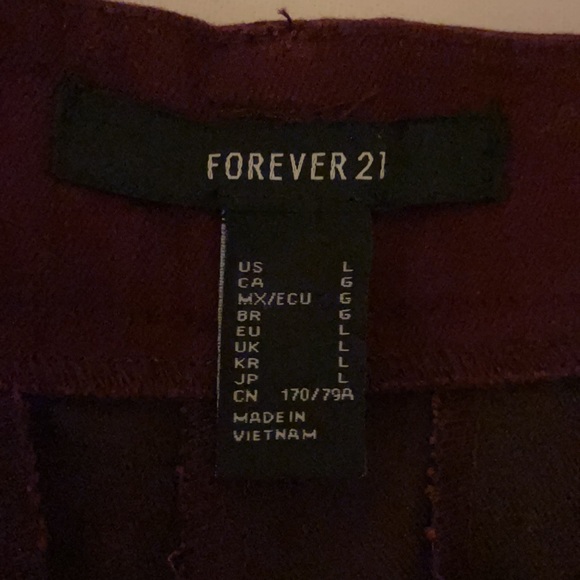 FOREVER 21
US L
CA G
MX/ECU G
BR G
EU L
UK L
KR L
JP L
CN 170/79A
MADE IN
VIETNAM